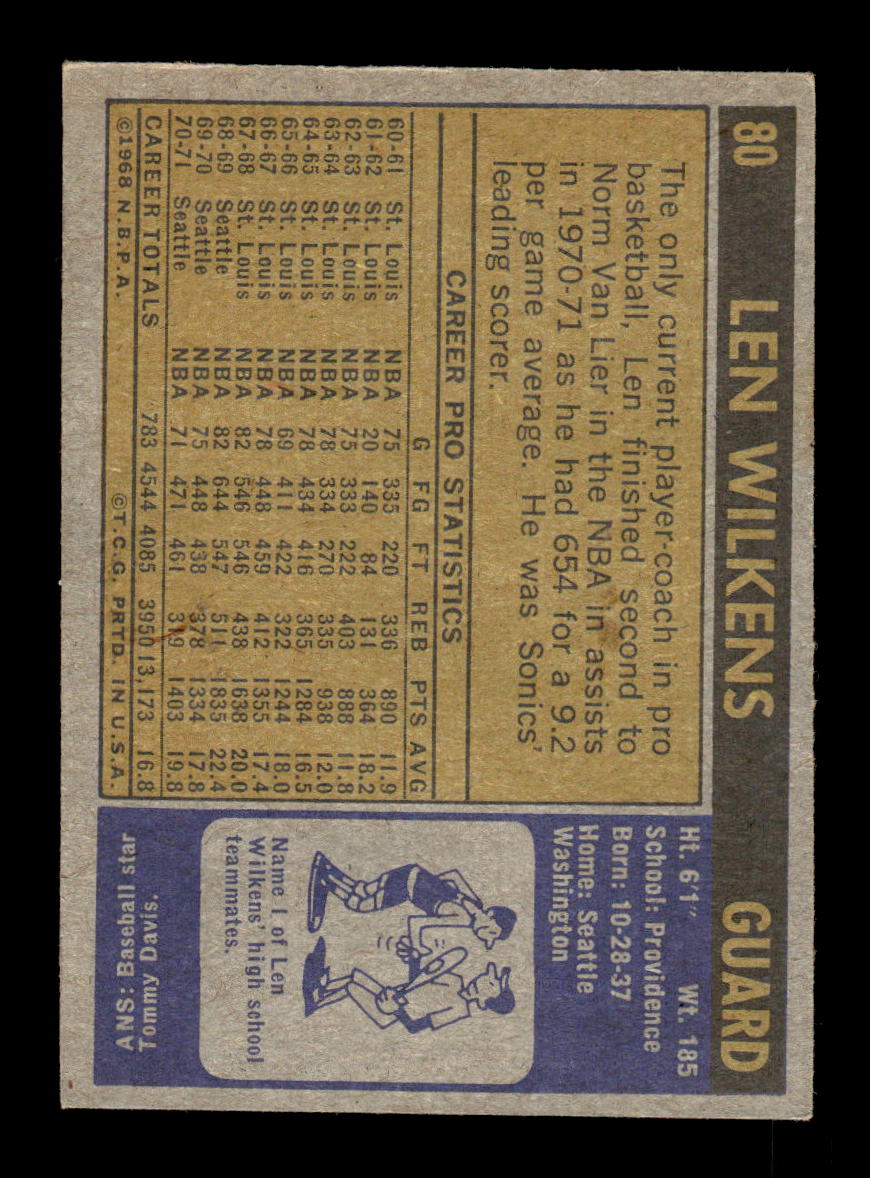 80 LEN WILKENS GUARD
The only current player-coach in pro
basketball, Len finished second to
Norm Van Lier in the NBA in assists
in 1970-71 as he had 654 for a 9.2
per game average. He was Sonics'
leading scorer.
CAREER PRO STATISTICS
G FG FT REB PTS AVG
60-61 St. Louis NBA 75 335 220 336 890 11.9
61-62 St. Louis NBA 20 140 84 131 364 18.2
62-63 St. Louis NBA 75 333 222 403 888 11.8
63-64 St. Louis NBA 78 334 270 335 938 12.0
64-65 St. Louis NBA 78 434 416 365 1284 16.5
65-66 St. Louis NBA 69 411 422 322 1244 18.0
66-67 St. Louis NBA 78 448 459 412 1355 17.4
67-68 St. Louis NBA 82 546 546 438 1638 20.0
68-69 Seattle NBA 82 644 547 511 1835 22.4
69-70 Seattle NBA 75 448 438 378 1334 17.8
70-71 Seattle NBA 71 471 461 319 1403 19.8
CAREER TOTALS 783 4544 4085 3950 13,173 16.8
©1968 N.B.P.A. ©T.C.G. PRTD. IN U.S.A.
Ht. 6'1" Wt. 185
School: Providence
Born: 10-28-37
Home: Seattle
Washington
Name 1 of Len
Wilkens' high school
teammates.
ANS: Baseball star
Tommy Davis.